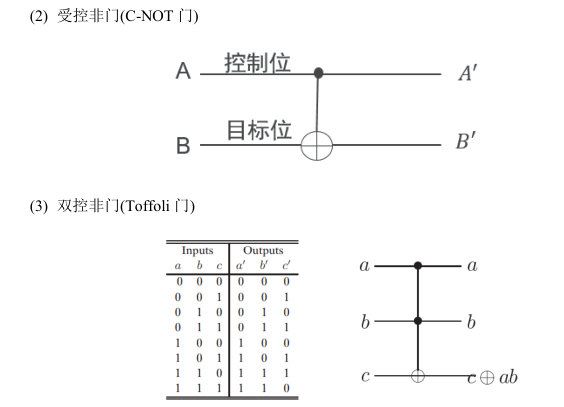 (2) 受控非门(C-NOT 门)
A 控制位 A′
B 目标位 B′
(3) 双控非门(Toffoli 门)
Inputs Outputs
a b c a′ b′ c′
0 0 0 0 0 0
0 0 1 0 0 1
0 1 0 0 1 0
0 1 1 0 1 1
1 0 0 1 0 0
1 0 1 1 0 1
1 1 0 1 1 1
1 1 1 1 1 0
a a
b b
c c ⊕ ab